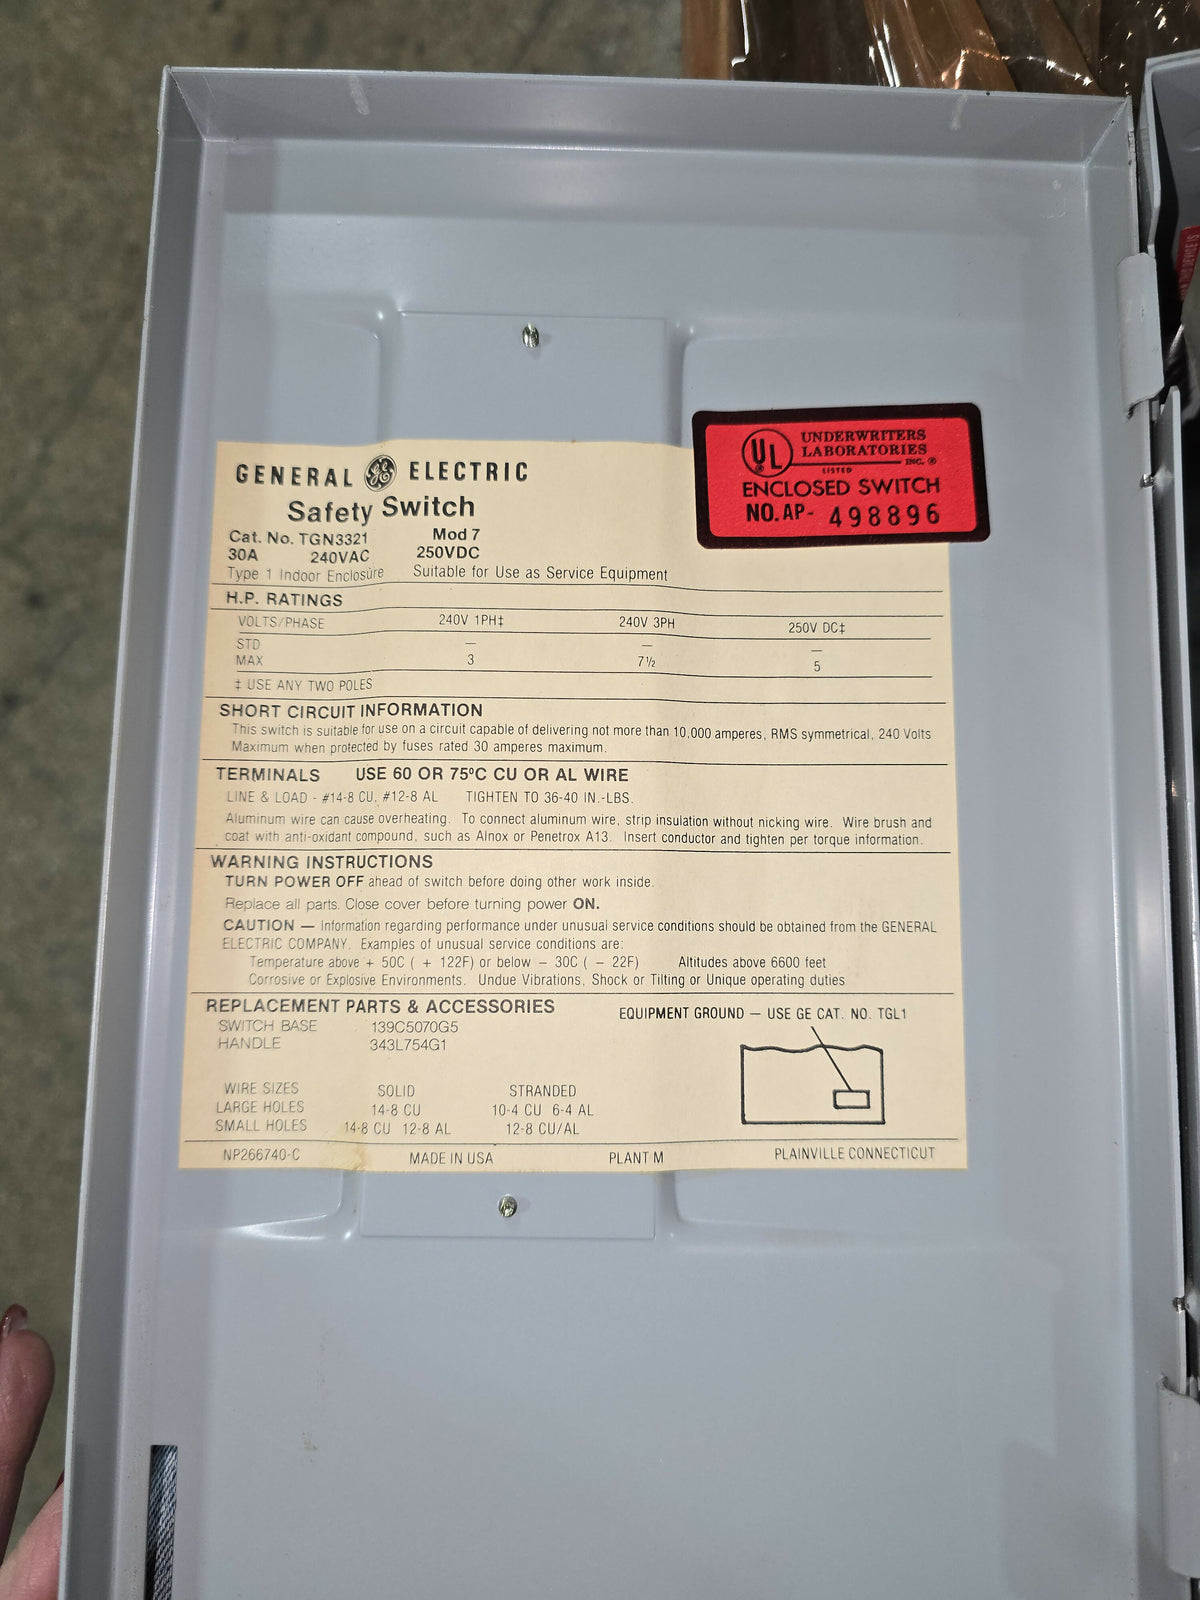 GENERAL GE ELECTRIC
Safety Switch
Cat. No. TGN3321 Mod 7
30A 240VAC 250VDC
Type 1 Indoor Enclosure Suitable for Use as Service Equipment
UL UNDERWRITERS
LABORATORIES
INC. ®
LISTED
ENCLOSED SWITCH
NO. AP- 498896
H.P. RATINGS
VOLTS/PHASE 240V 1PH‡ 240V 3PH 250V DC‡
STD — — —
MAX 3 7½ 5
‡ USE ANY TWO POLES
SHORT CIRCUIT INFORMATION
This switch is suitable for use on a circuit capable of delivering not more than 10,000 amperes, RMS symmetrical, 240 Volts
Maximum when protected by fuses rated 30 amperes maximum.
TERMINALS USE 60 OR 75ºC CU OR AL WIRE
LINE & LOAD - #14-8 CU, #12-8 AL TIGHTEN TO 36-40 IN.-LBS.
Aluminum wire can cause overheating. To connect aluminum wire, strip insulation without nicking wire. Wire brush and
coat with anti-oxidant compound, such as Alnox or Penetrox A13. Insert conductor and tighten per torque information.
WARNING INSTRUCTIONS
TURN POWER OFF ahead of switch before doing other work inside.
Replace all parts. Close cover before turning power ON.
CAUTION — Information regarding performance under unusual service conditions should be obtained from the GENERAL
ELECTRIC COMPANY. Examples of unusual service conditions are:
Temperature above + 50C ( + 122F) or below - 30C ( - 22F) Altitudes above 6600 feet
Corrosive or Explosive Environments. Undue Vibrations, Shock or Tilting or Unique operating duties
REPLACEMENT PARTS & ACCESSORIES
SWITCH BASE 139C5070G5
HANDLE 343L754G1
EQUIPMENT GROUND — USE GE CAT. NO. TGL1
WIRE SIZES SOLID STRANDED
LARGE HOLES 14-8 CU 10-4 CU 6-4 AL
SMALL HOLES 14-8 CU 12-8 AL 12-8 CU/AL
NP266740-C MADE IN USA PLANT M PLAINVILLE CONNECTICUT